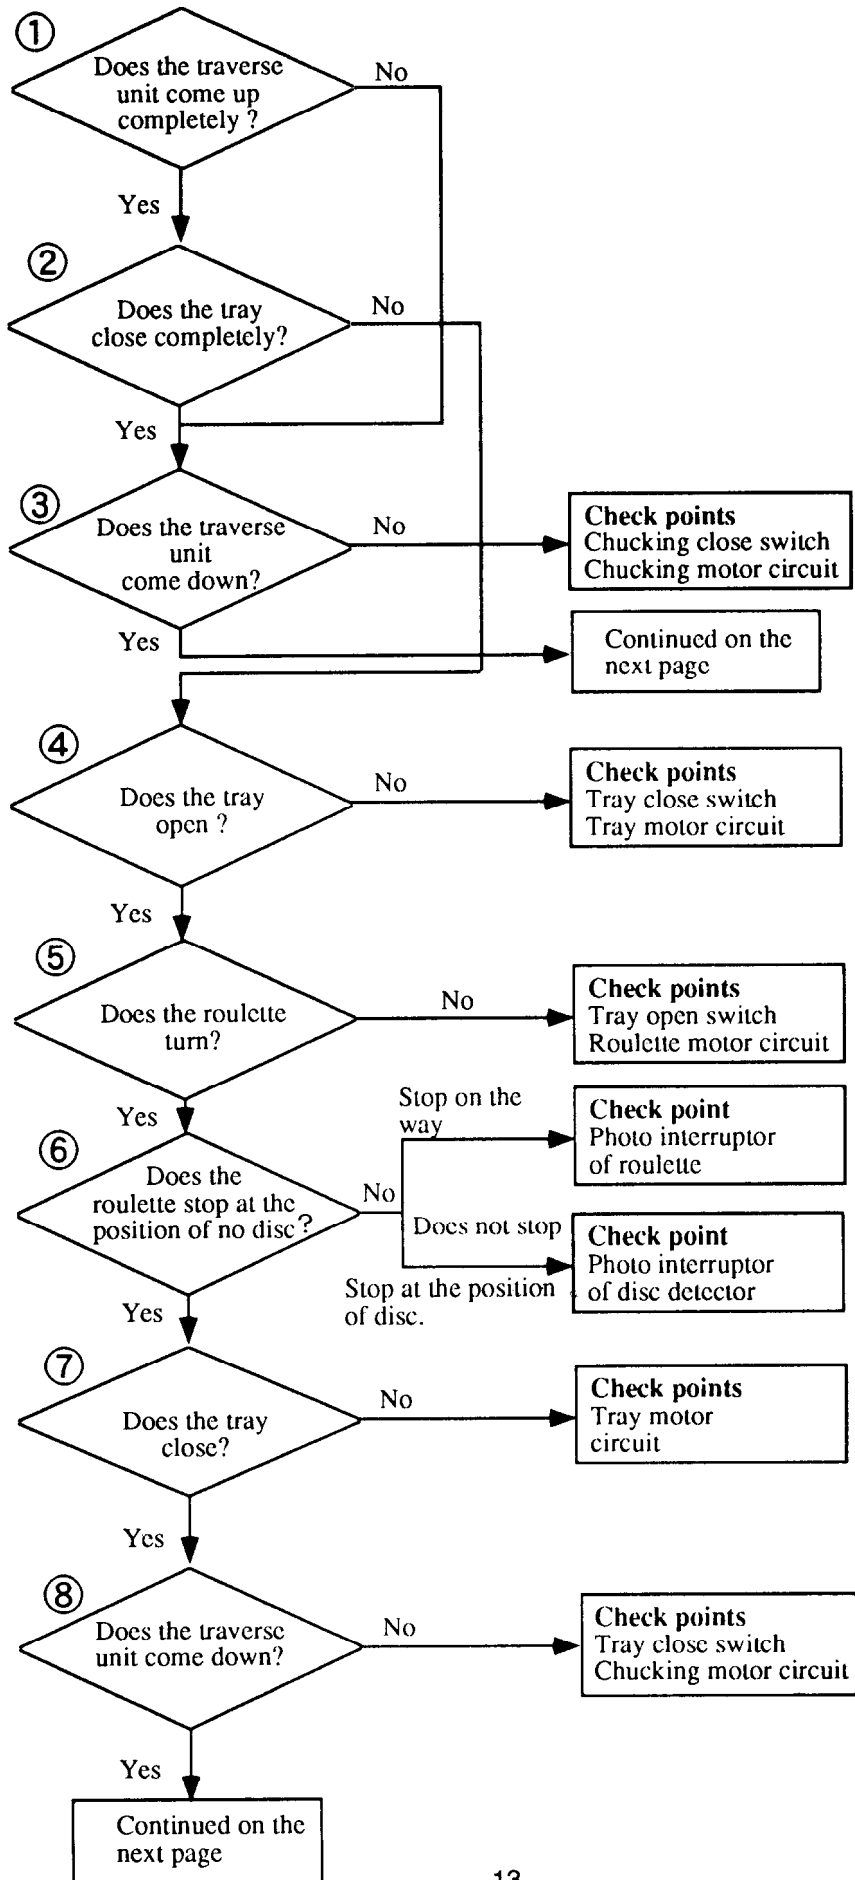 ①
Does the traverse
unit come up
completely ?
No
Yes
②
Does the tray
close completely?
No
Yes
③
Does the traverse
unit
come down?
No
Check points
Chucking close switch
Chucking motor circuit
Yes
Continued on the
next page
④
Does the tray
open ?
No
Check points
Tray close switch
Tray motor circuit
Yes
⑤
Does the roulette
turn?
No
Check points
Tray open switch
Roulette motor circuit
Yes
⑥
Does the
roulette stop at the
position of no disc?
No
Stop on the
way
Check point
Photo interruptor
of roulette
Does not stop
Stop at the position
of disc.
Check point
Photo interruptor
of disc detector
Yes
⑦
Does the tray
close?
No
Check points
Tray motor
circuit
Yes
⑧
Does the traverse
unit come down?
No
Check points
Tray close switch
Chucking motor circuit
Yes
Continued on the
next page
13